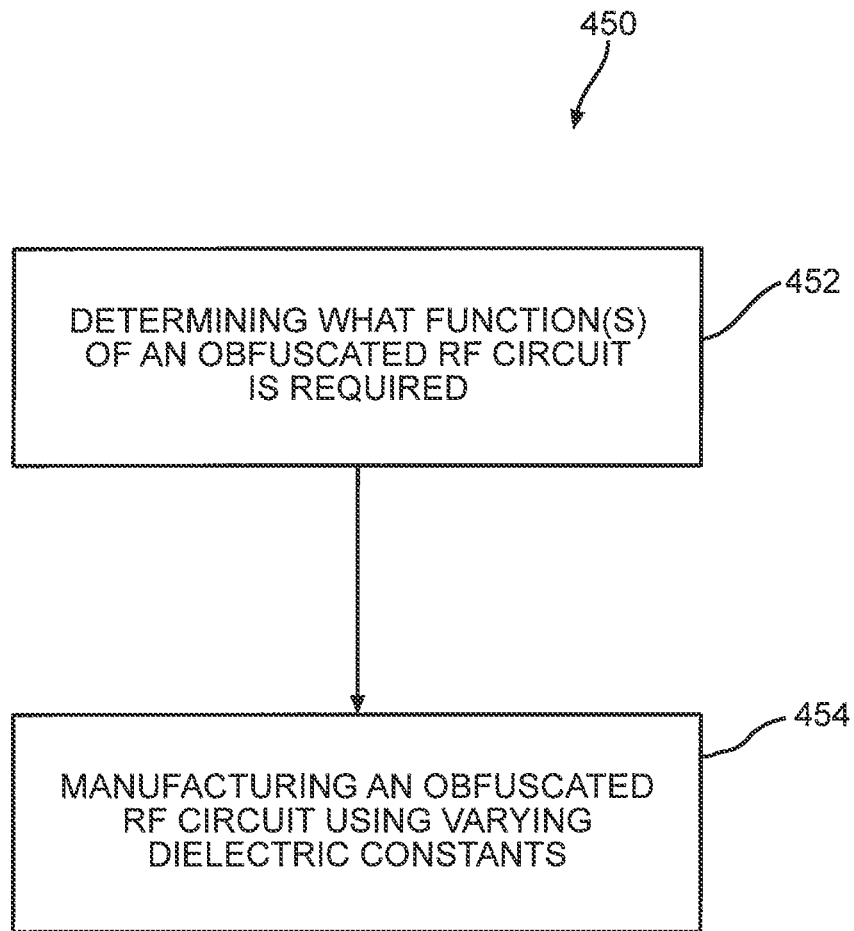 450
452
DETERMINING WHAT FUNCTION(S)
OF AN OBFUSCATED RF CIRCUIT
IS REQUIRED
454
MANUFACTURING AN OBFUSCATED
RF CIRCUIT USING VARYING
DIELECTRIC CONSTANTS